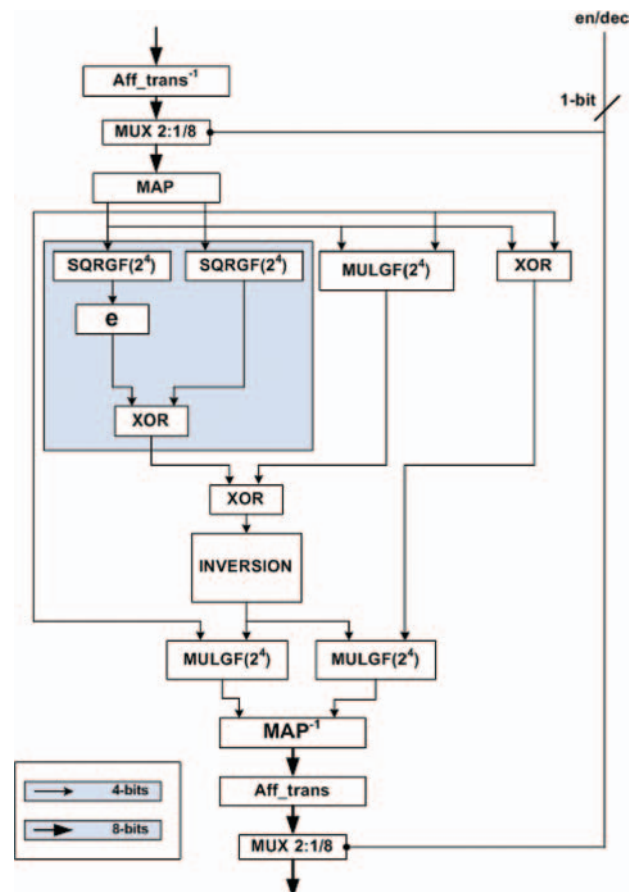 en/dec
Aff_trans⁻¹
1-bit
MUX 2:1/8
MAP
SQRGF(2⁴)
SQRGF(2⁴)
MULGF(2⁴)
XOR
e
XOR
XOR
INVERSION
MULGF(2⁴)
MULGF(2⁴)
MAP⁻¹
4-bits
Aff_trans
8-bits
MUX 2:1/8